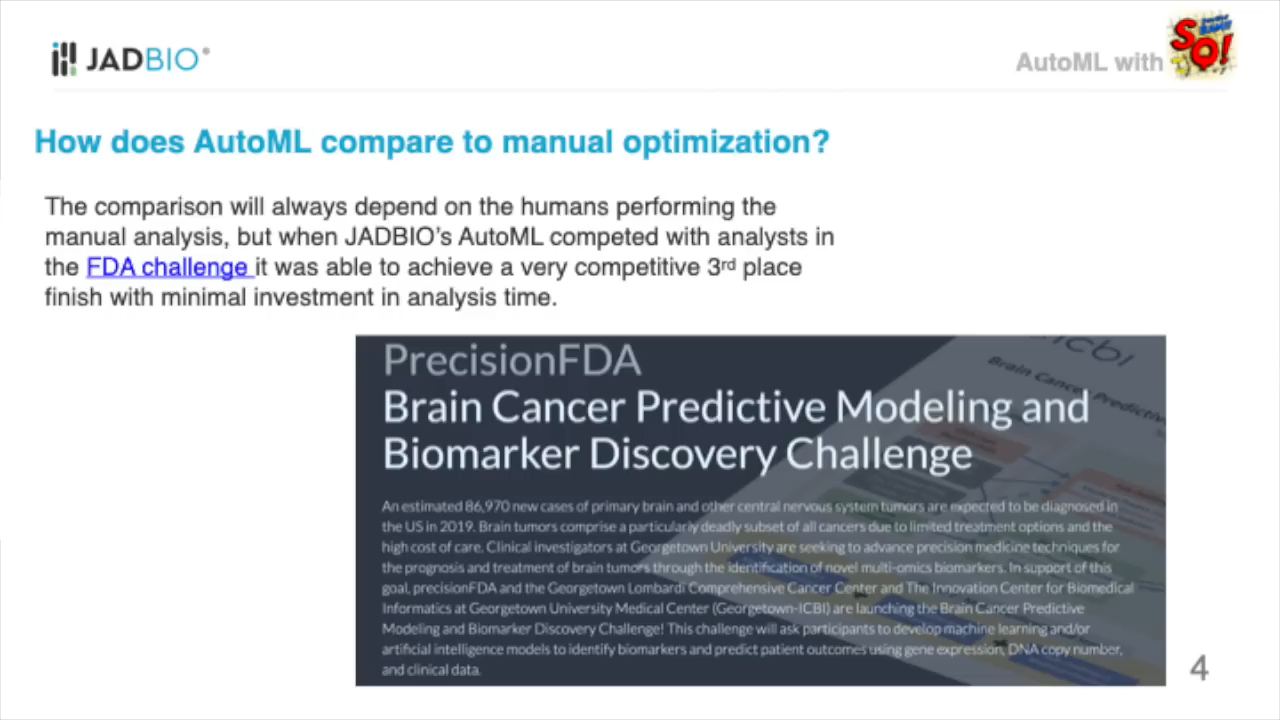 JADBIO®
AutoML with
SQ!
How does AutoML compare to manual optimization?
The comparison will always depend on the humans performing the
manual analysis, but when JADBIO’s AutoML competed with analysts in
the FDA challenge it was able to achieve a very competitive 3rd place
finish with minimal investment in analysis time.
PrecisionFDA
Brain Cancer Predictive Modeling and
Biomarker Discovery Challenge
An estimated 86,970 new cases of primary brain and other central nervous system tumors are expected to be diagnosed in
the US in 2019. Brain tumors comprise a particularly deadly subset of all cancers due to limited treatment options and the
high cost of care. Clinical investigators at Georgetown University are seeking to advance precision medicine techniques for
the prognosis and treatment of brain tumors through the identification of novel multi-omics biomarkers. In support of this
goal, precisionFDA and the Georgetown Lombardi Comprehensive Cancer Center and The Innovation Center for Biomedical
Informatics at Georgetown University Medical Center (Georgetown-ICBI) are launching the Brain Cancer Predictive
Modeling and Biomarker Discovery Challenge! This challenge will ask participants to develop machine learning and/or
artificial intelligence models to identify biomarkers and predict patient outcomes using gene expression, DNA copy number,
and clinical data.
icbi
Brain Cancer Predictive
4